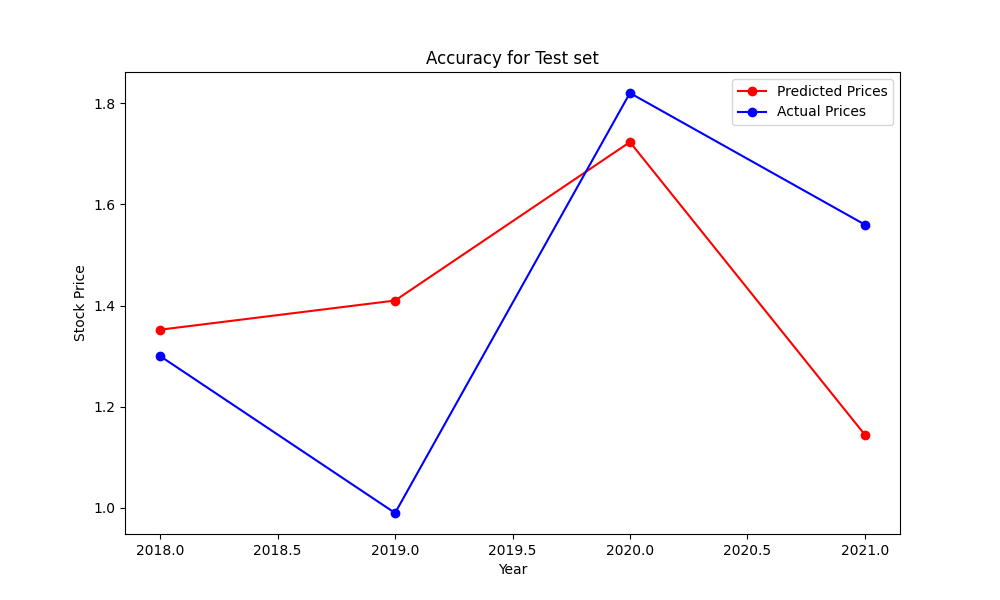 Accuracy for Test set
Predicted Prices
Actual Prices
Stock Price
1.8
1.6
1.4
1.2
1.0
2018.0 2018.5 2019.0 2019.5 2020.0 2020.5 2021.0
Year